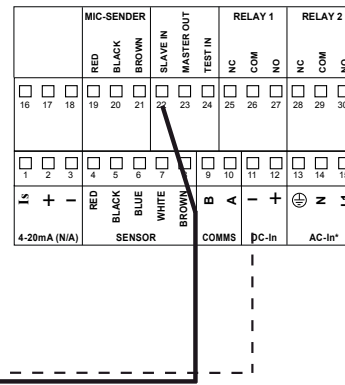 MIC-SENDER RELAY 1 RELAY 2
RED BLACK BROWN SLAVE IN MASTER OUT TEST IN NC COM NO NC COM NO
16 17 18 19 20 21 22 23 24 25 26 27 28 29 30
1 2 3 4 5 6 7 9 10 11 12 13 14 15
Is + − RED BLACK BLUE WHITE BROWN B A − + N
4-20mA (N/A) SENSOR COMMS DC-In AC-In*